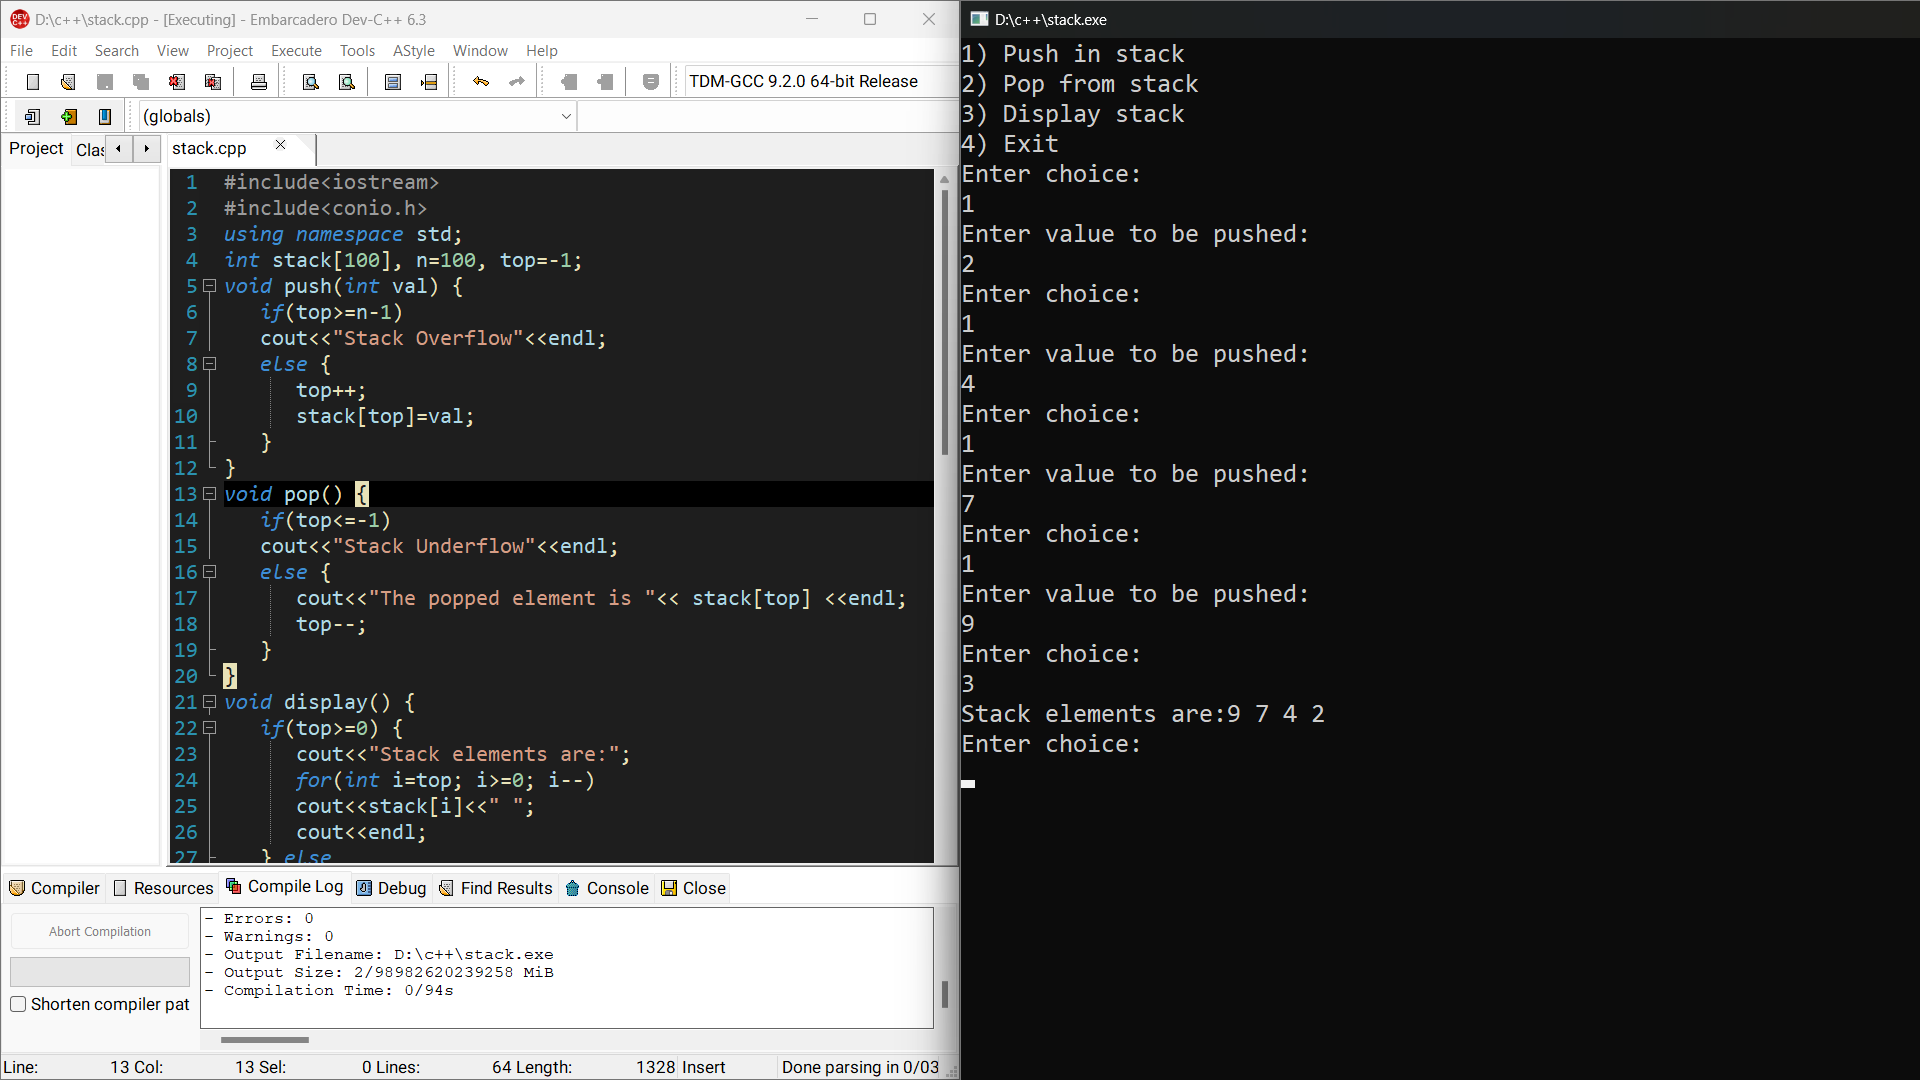 D:\c++\stack.cpp - [Executing] - Embarcadero Dev-C++ 6.3
File Edit Search View Project Execute Tools AStyle Window Help
TDM-GCC 9.2.0 64-bit Release
(globals)
Project Clas stack.cpp
1 #include<iostream>
2 #include<conio.h>
3 using namespace std;
4 int stack[100], n=100, top=-1;
5 void push(int val) {
6 if(top>=n-1)
7 cout<<"Stack Overflow"<<endl;
8 else {
9 top++;
10 stack[top]=val;
11 }
12 }
13 void pop() {
14 if(top<=-1)
15 cout<<"Stack Underflow"<<endl;
16 else {
17 cout<<"The popped element is "<< stack[top] <<endl;
18 top--;
19 }
20 }
21 void display() {
22 if(top>=0) {
23 cout<<"Stack elements are:";
24 for(int i=top; i>=0; i--)
25 cout<<stack[i]<<" ";
26 cout<<endl;
27 } else
Compiler Resources Compile Log Debug Find Results Console Close
Abort Compilation
Shorten compiler pat
- Errors: 0
- Warnings: 0
- Output Filename: D:\c++\stack.exe
- Output Size: 2/98982620239258 MiB
- Compilation Time: 0/94s
Line: 13 Col: 13 Sel: 0 Lines: 64 Length: 1328 Insert Done parsing in 0/03
D:\c++\stack.exe
1) Push in stack
2) Pop from stack
3) Display stack
4) Exit
Enter choice:
1
Enter value to be pushed:
2
Enter choice:
1
Enter value to be pushed:
4
Enter choice:
1
Enter value to be pushed:
7
Enter choice:
1
Enter value to be pushed:
9
Enter choice:
3
Stack elements are:9 7 4 2
Enter choice: